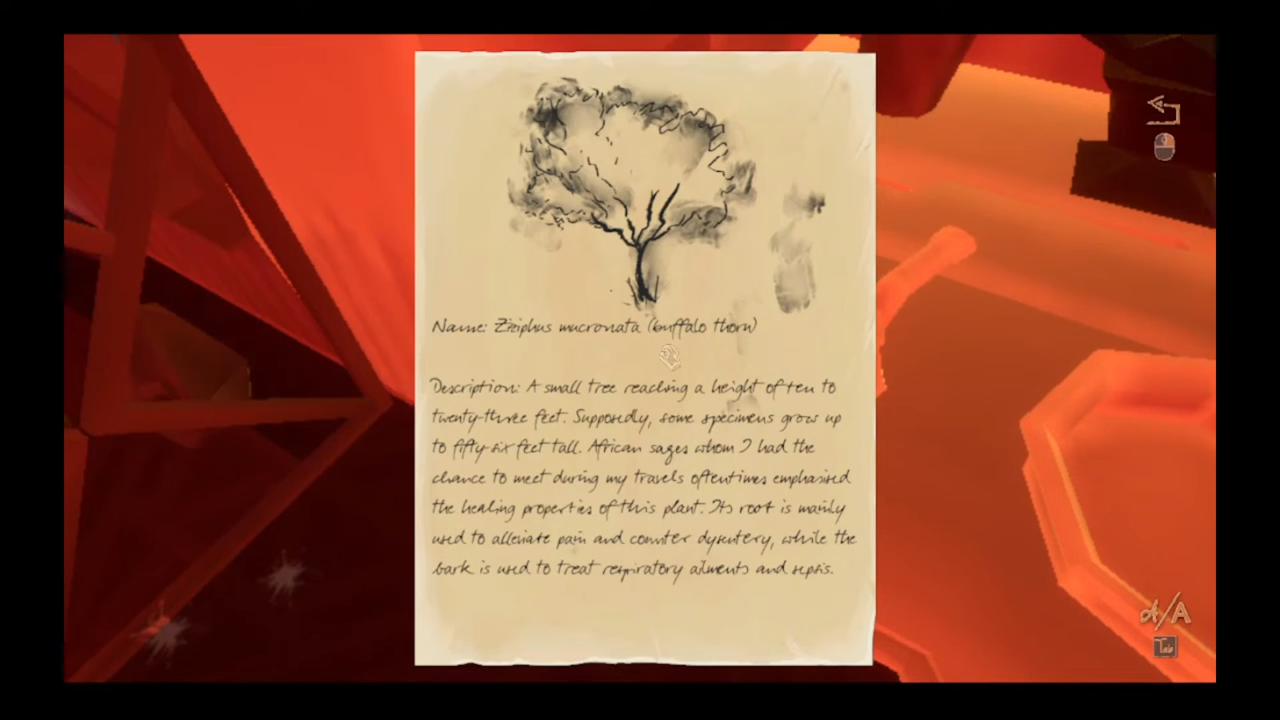 Name: Ziziphus mucronata (buffalo thorn)
Description: A small tree reaching a height of ten to
twenty-three feet. Supposedly, some specimens grow up
to fifty-six feet tall. African sages whom I had the
chance to meet during my travels oftentimes emphasised
the healing properties of this plant. Its root is mainly
used to alleviate pain and counter dysentery, while the
bark is used to treat respiratory ailments and sepsis.
a/A
Tab